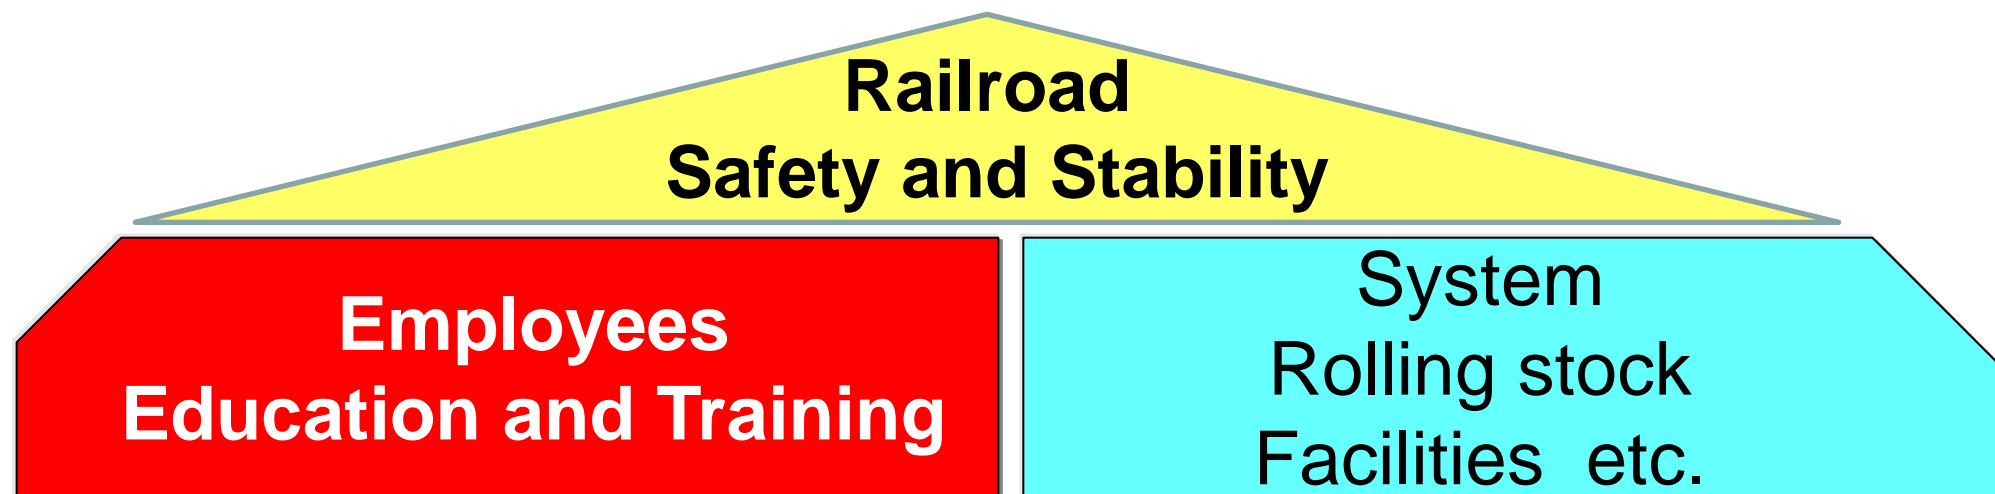 Railroad
Safety and Stability
Employees
Education and Training
System
Rolling stock
Facilities  etc.